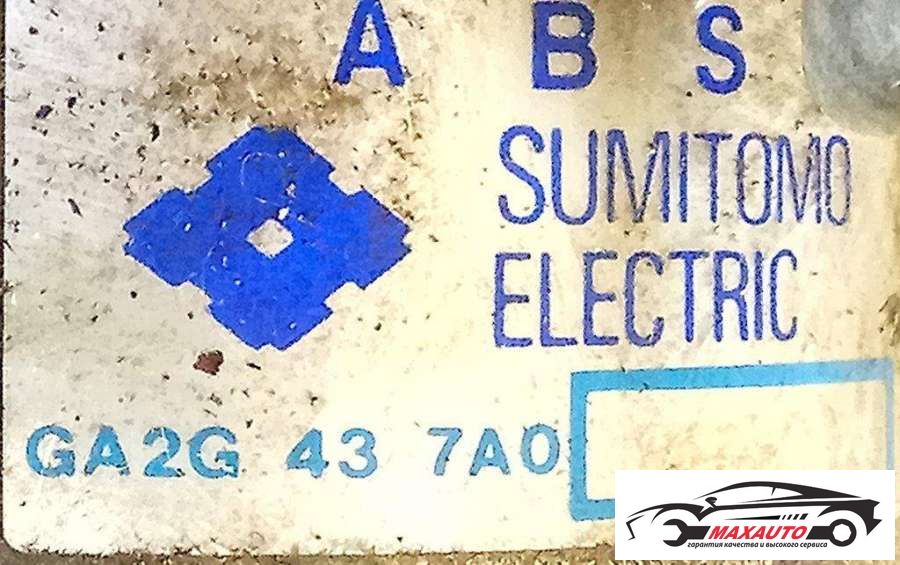 A B S
SUMITOMO
ELECTRIC
GA2G 43 7A0
MAXAUTO
гарантия качества и высокого сервиса